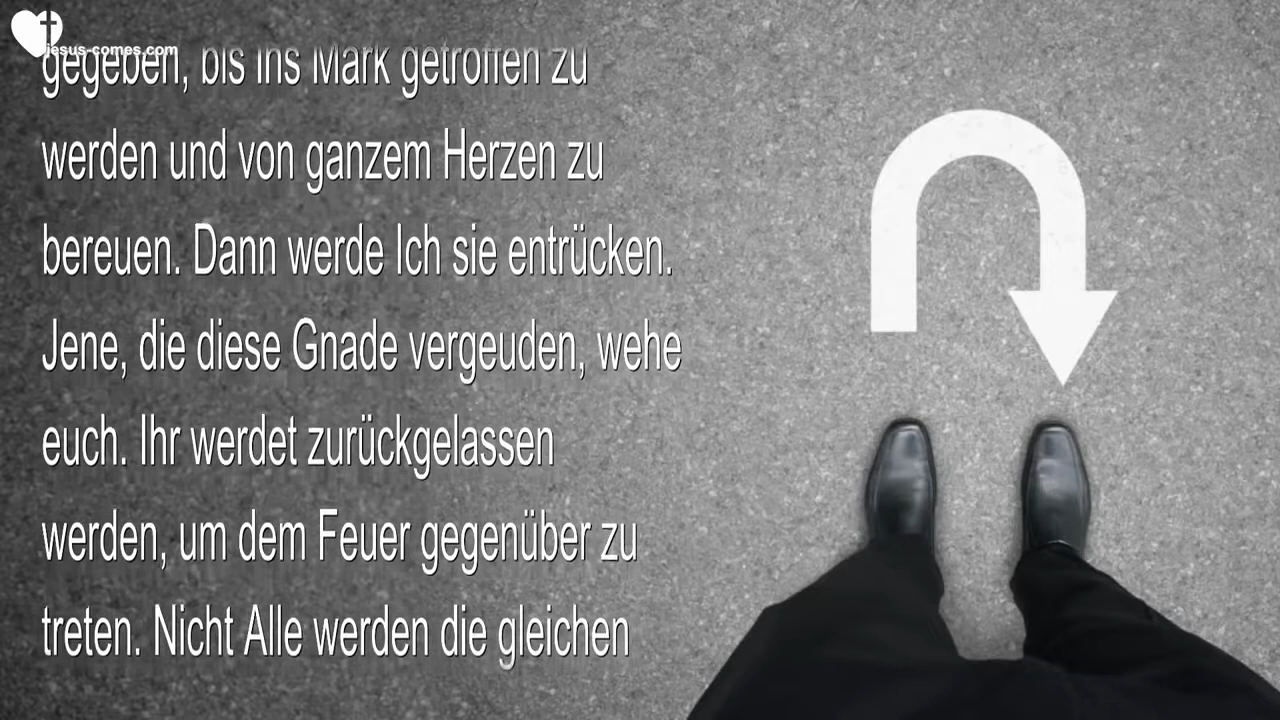 jesus-comes.com
gegeben, bis ins Mark getroffen zu
werden und von ganzem Herzen zu
bereuen. Dann werde Ich sie entrücken.
Jene, die diese Gnade vergeuden, wehe
euch. Ihr werdet zurückgelassen
werden, um dem Feuer gegenüber zu
treten. Nicht Alle werden die gleichen